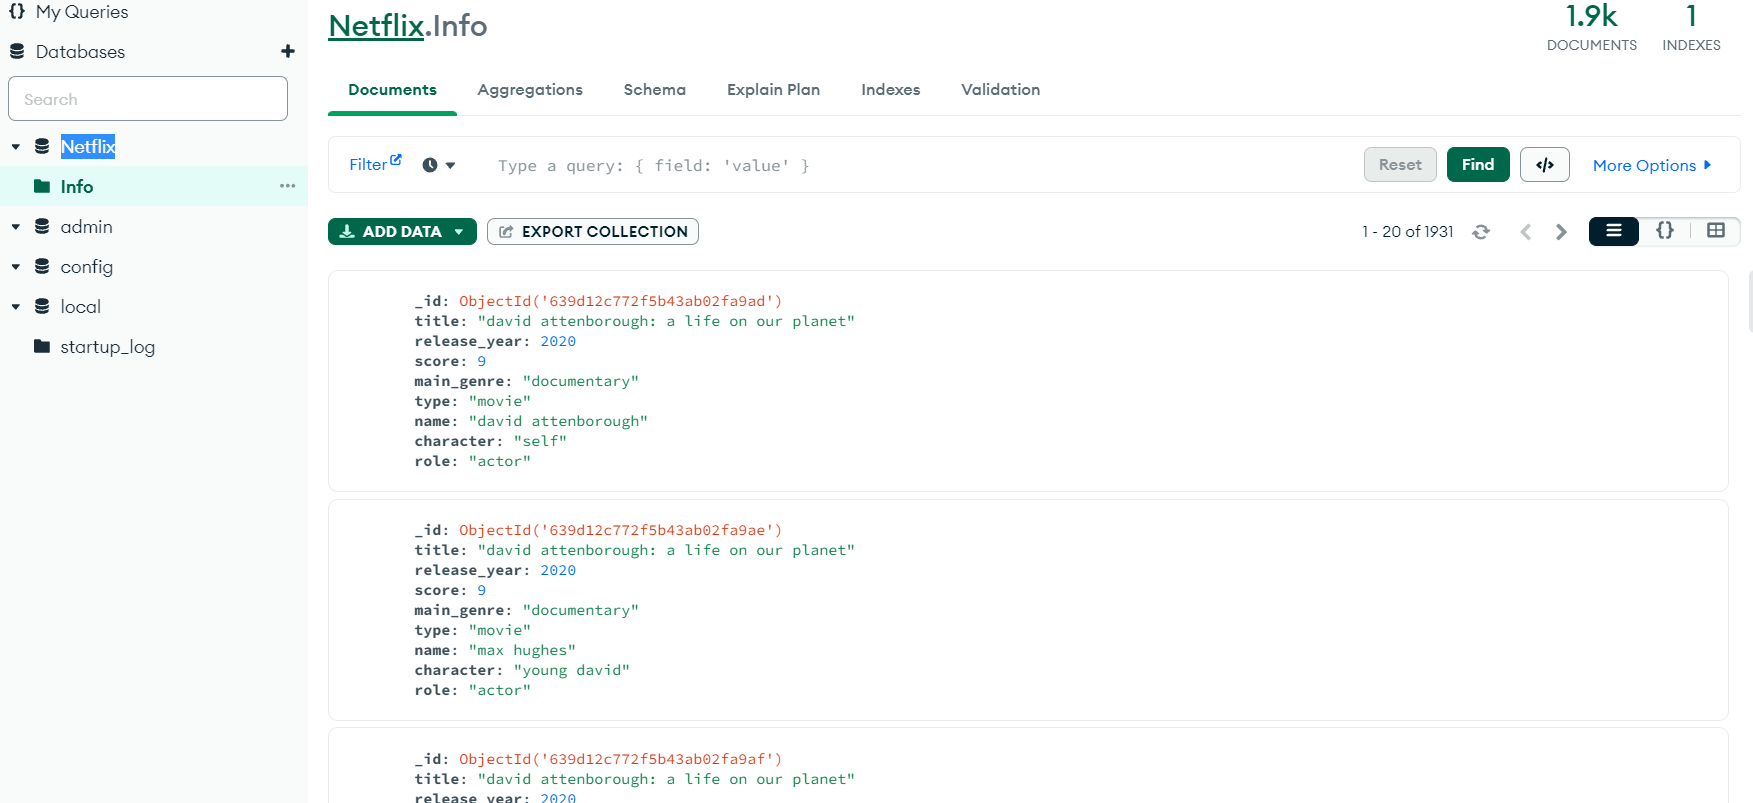 {} My Queries
Databases +
Search
Netflix
Info ...
admin
config
local
startup_log
Netflix.Info
1.9k
DOCUMENTS
1
INDEXES
Documents Aggregations Schema Explain Plan Indexes Validation
Filter Type a query: { field: 'value' } Reset Find </> More Options
ADD DATA EXPORT COLLECTION 1 - 20 of 1931 {}
_id: ObjectId('639d12c772f5b43ab02fa9ad')
title: "david attenborough: a life on our planet"
release_year: 2020
score: 9
main_genre: "documentary"
type: "movie"
name: "david attenborough"
character: "self"
role: "actor"
_id: ObjectId('639d12c772f5b43ab02fa9ae')
title: "david attenborough: a life on our planet"
release_year: 2020
score: 9
main_genre: "documentary"
type: "movie"
name: "max hughes"
character: "young david"
role: "actor"
_id: ObjectId('639d12c772f5b43ab02fa9af')
title: "david attenborough: a life on our planet"
release_year: 2020